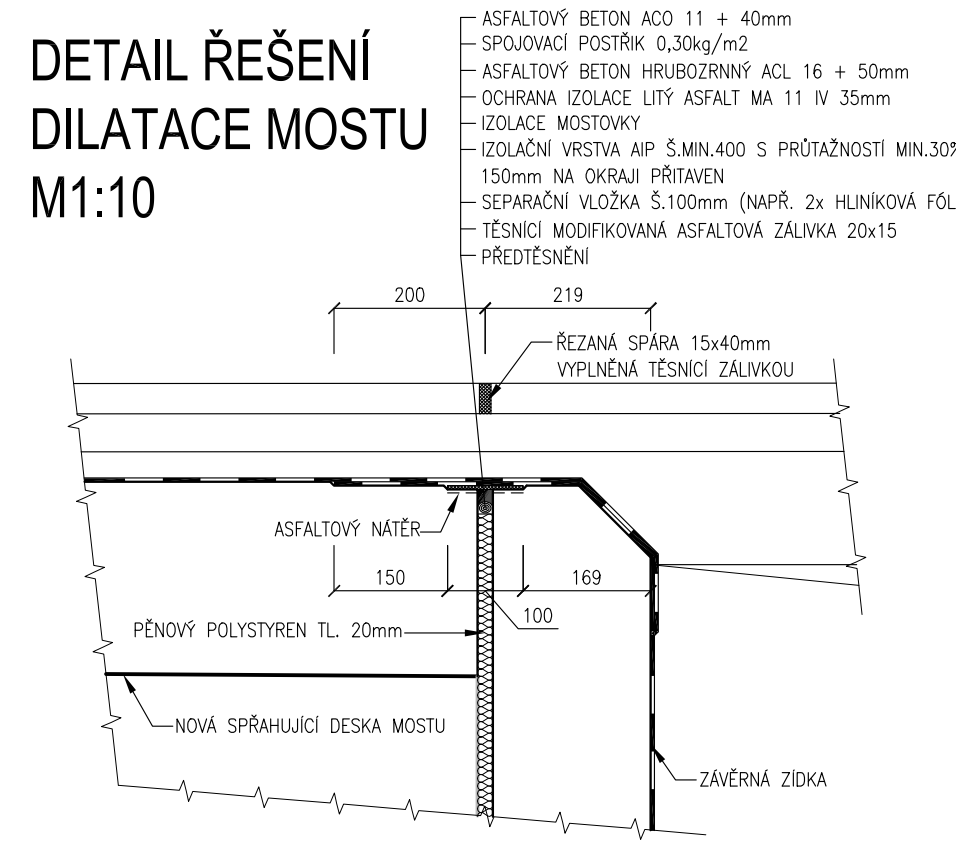 DETAIL ŘEŠENÍ
DILATACE MOSTU
M1:10
ASFALTOVÝ BETON ACO 11 + 40mm
SPOJOVACÍ POSTŘIK 0,30kg/m2
ASFALTOVÝ BETON HRUBOZRNNÝ ACL 16 + 50mm
OCHRANA IZOLACE LITÝ ASFALT MA 11 IV 35mm
IZOLACE MOSTOVKY
IZOLAČNÍ VRSTVA AIP Š.MIN.400 S PRŮTAŽNOSTÍ MIN.30%
150mm NA OKRAJI PŘITAVEN
SEPARAČNÍ VLOŽKA Š.100mm (NAPŘ. 2x HLINÍKOVÁ FÓL
TĚSNÍCÍ MODIFIKOVANÁ ASFALTOVÁ ZÁLIVKA 20x15
PŘEDTĚSNĚNÍ
200
219
ŘEZANÁ SPÁRA 15x40mm
VYPLNĚNÁ TĚSNÍCÍ ZÁLIVKOU
ASFALTOVÝ NÁTĚR
150
169
100
PĚNOVÝ POLYSTYREN TL. 20mm
NOVÁ SPŘAHUJÍCÍ DESKA MOSTU
ZÁVĚRNÁ ZÍDKA